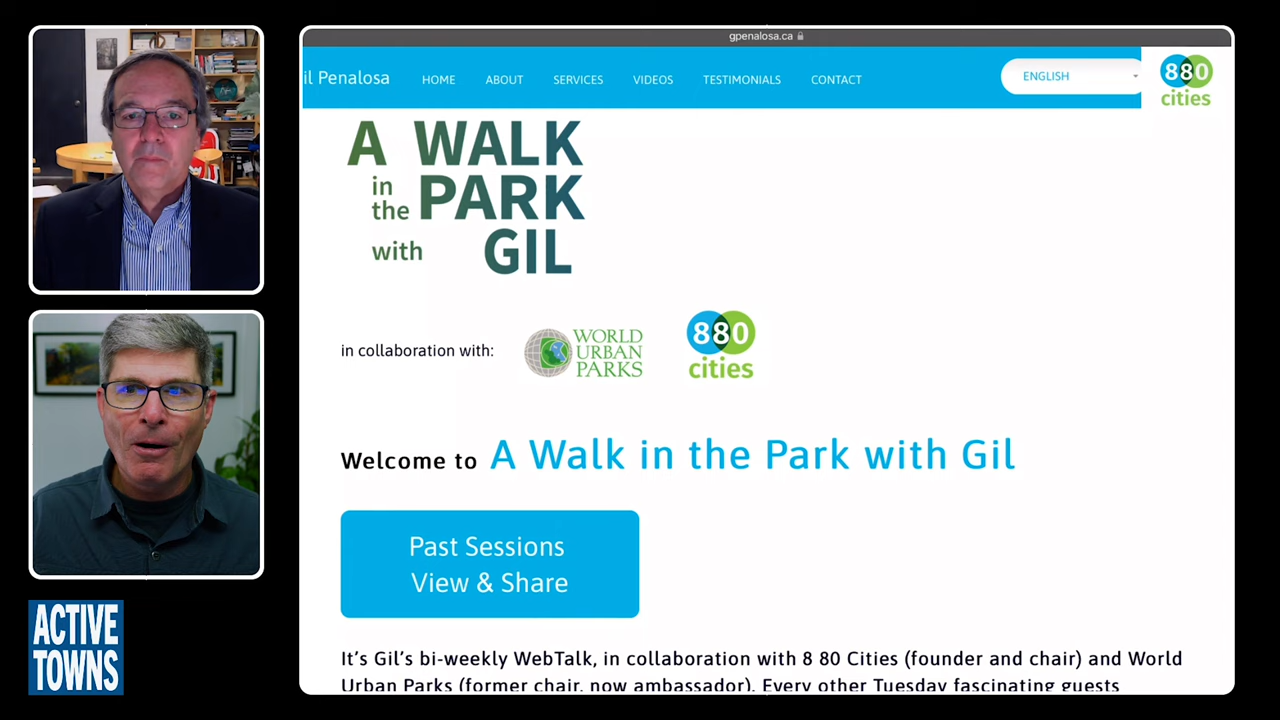 gpenalosa.ca
il Penalosa HOME ABOUT SERVICES VIDEOS TESTIMONIALS CONTACT ENGLISH
880
cities
A WALK
in the PARK
with GIL
in collaboration with:
WORLD
URBAN
PARKS
880
cities
Welcome to A Walk in the Park with Gil
Past Sessions
View & Share
It's Gil's bi-weekly WebTalk, in collaboration with 8 80 Cities (founder and chair) and World
Urban Parks (former chair, now ambassador). Every other Tuesday fascinating guests
ACTIVE
TOWNS